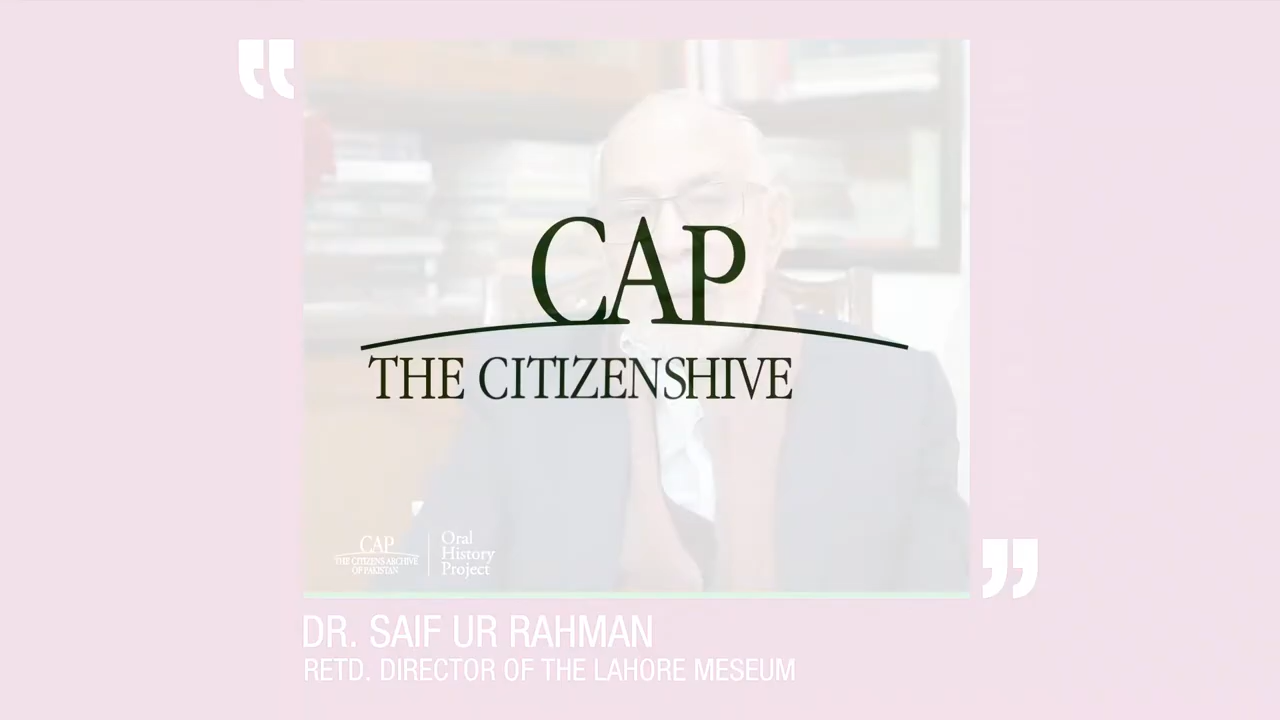 CAP
THE CITIZENSHIVE
CAP
THE CITIZENS ARCHIVE
OF PAKISTAN
Oral
History
Project
DR. SAIF UR RAHMAN
RETD. DIRECTOR OF THE LAHORE MESEUM